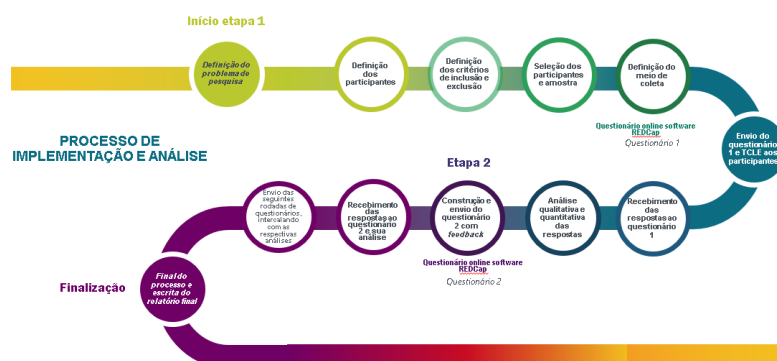 Início etapa 1
Definição do
problema de
pesquisa
Definição
dos
participantes
Definição
dos critérios
de inclusão e
exclusão
Seleção dos
participantes
e amostra
Definição do
meio de
coleta
Questionário online software
REDCap
Questionário 1
Envio do
questionário
1 e TCLE aos
participantes
PROCESSO DE
IMPLEMENTAÇÃO E ANÁLISE
Etapa 2
Envio das
seguintes
rodadas de
questionários,
intercalando
com as
respectivas
análises
Recebimento
das
respostas ao
questionário
2 e sua
análise
Construção e
envio do
questionário
2 com
feedback
Análise
qualitativa e
quantitativa
das
respostas
Recebimento
das
respostas ao
questionário
1
Questionário online software
REDCap
Questionário 2
Finalização
Final do
processo e
escrita do
relatório final